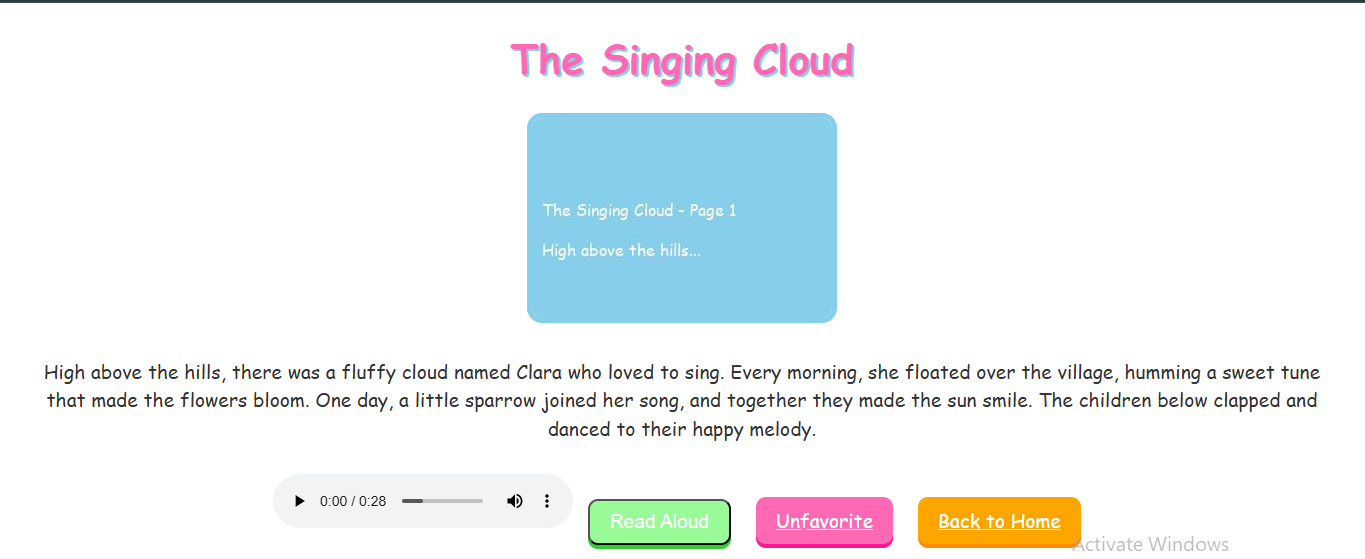 The Singing Cloud
The Singing Cloud - Page 1
High above the hills...
High above the hills, there was a fluffy cloud named Clara who loved to sing. Every morning, she floated over the village, humming a sweet tune
that made the flowers bloom. One day, a little sparrow joined her song, and together they made the sun smile. The children below clapped and
danced to their happy melody.
0:00 / 0:28
Read Aloud
Unfavorite
Back to Home
Activate Windows